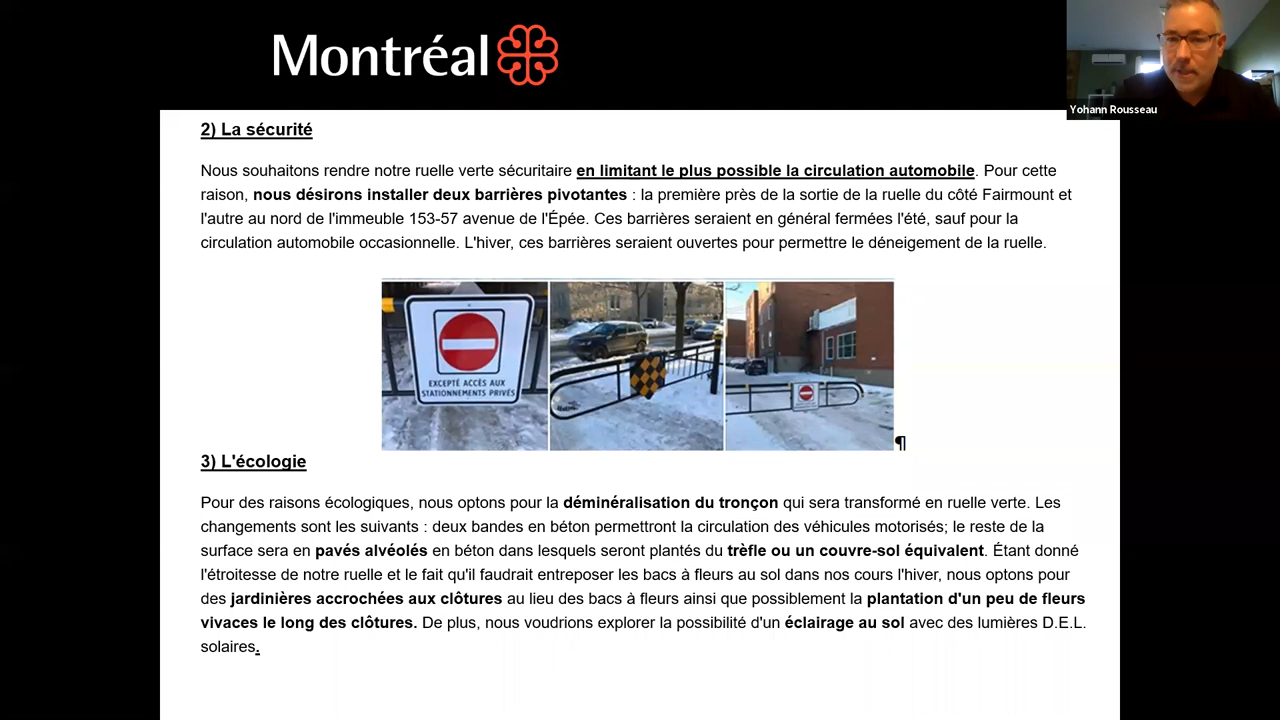 Montréal
Yohann Rousseau
2) La sécurité
Nous souhaitons rendre notre ruelle verte sécuritaire en limitant le plus possible la circulation automobile. Pour cette
raison, nous désirons installer deux barrières pivotantes : la première près de la sortie de la ruelle du côté Fairmount et
l'autre au nord de l'immeuble 153-57 avenue de l'Épée. Ces barrières seraient en général fermées l'été, sauf pour la
circulation automobile occasionnelle. L'hiver, ces barrières seraient ouvertes pour permettre le déneigement de la ruelle.
EXCEPTÉ ACCÈS AUX
STATIONNEMENTS PRIVÉS
¶
3) L'écologie
Pour des raisons écologiques, nous optons pour la déminéralisation du tronçon qui sera transformé en ruelle verte. Les
changements sont les suivants : deux bandes en béton permettront la circulation des véhicules motorisés; le reste de la
surface sera en pavés alvéolés en béton dans lesquels seront plantés du trèfle ou un couvre-sol équivalent. Étant donné
l'étroitesse de notre ruelle et le fait qu'il faudrait entreposer les bacs à fleurs au sol dans nos cours l'hiver, nous optons pour
des jardinières accrochées aux clôtures au lieu des bacs à fleurs ainsi que possiblement la plantation d'un peu de fleurs
vivaces le long des clôtures. De plus, nous voudrions explorer la possibilité d'un éclairage au sol avec des lumières D.E.L.
solaires.